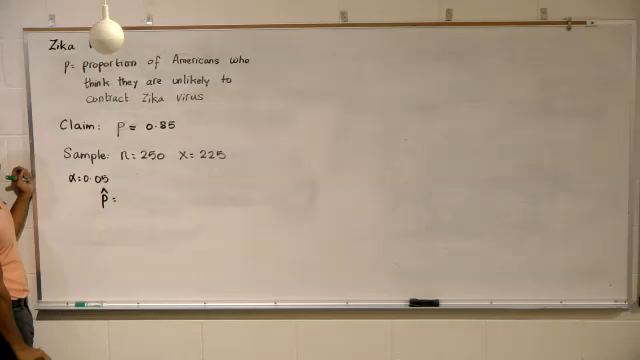 Zika
p = proportion of Americans who
think they are unlikely to
contract Zika virus
Claim: p = 0.85
Sample: n = 250 x = 225
α = 0.05
p̂ =